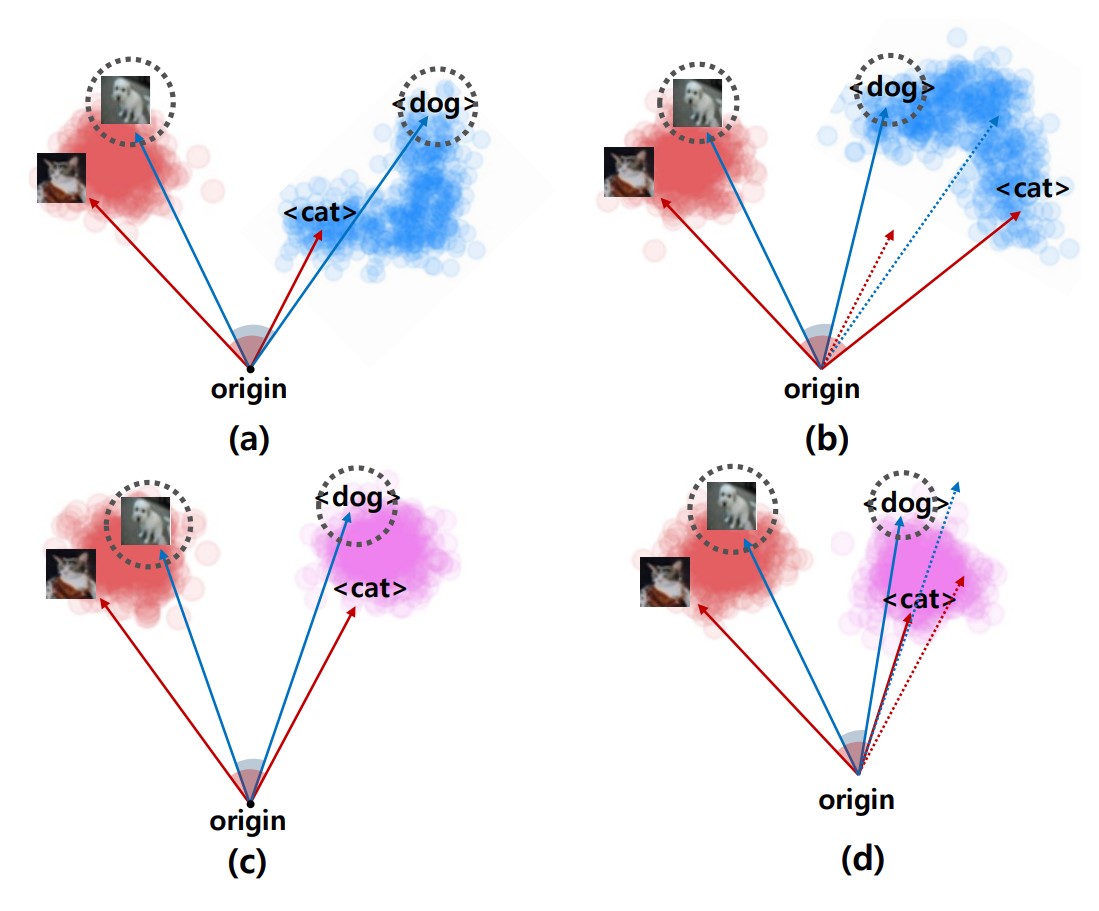 <dog>
<cat>
origin
(a)
<dog>
<cat>
origin
(b)
<dog>
<cat>
origin
(c)
<dog>
<cat>
origin
(d)